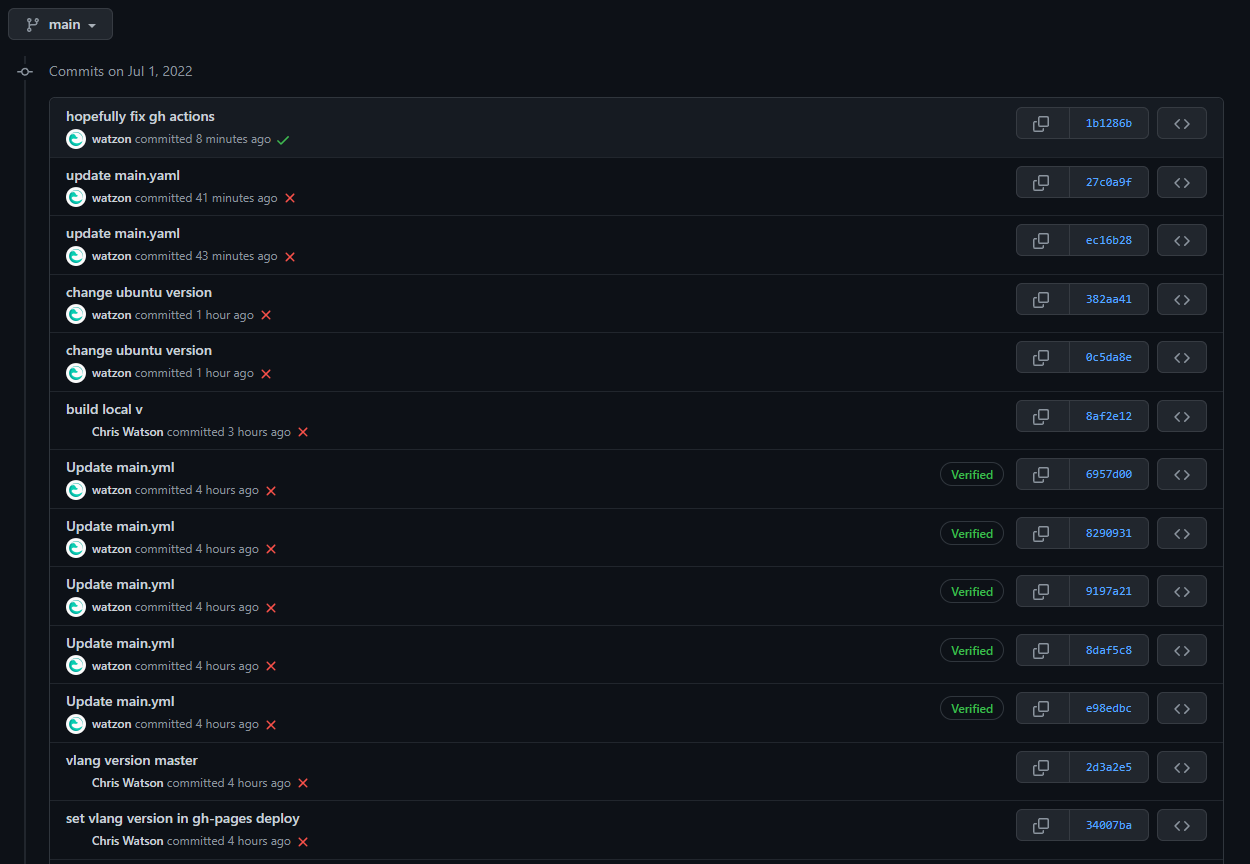 main
Commits on Jul 1, 2022
hopefully fix gh actions
watzon committed 8 minutes ago
1b1286b
update main.yaml
watzon committed 41 minutes ago
27c0a9f
update main.yaml
watzon committed 43 minutes ago
ec16b28
change ubuntu version
watzon committed 1 hour ago
382aa41
change ubuntu version
watzon committed 1 hour ago
0c5da8e
build local v
Chris Watson committed 3 hours ago
8af2e12
Update main.yml
watzon committed 4 hours ago
Verified
6957d00
Update main.yml
watzon committed 4 hours ago
Verified
8290931
Update main.yml
watzon committed 4 hours ago
Verified
9197a21
Update main.yml
watzon committed 4 hours ago
Verified
8daf5c8
Update main.yml
watzon committed 4 hours ago
Verified
e98edbc
vlang version master
Chris Watson committed 4 hours ago
2d3a2e5
set vlang version in gh-pages deploy
Chris Watson committed 4 hours ago
34007ba